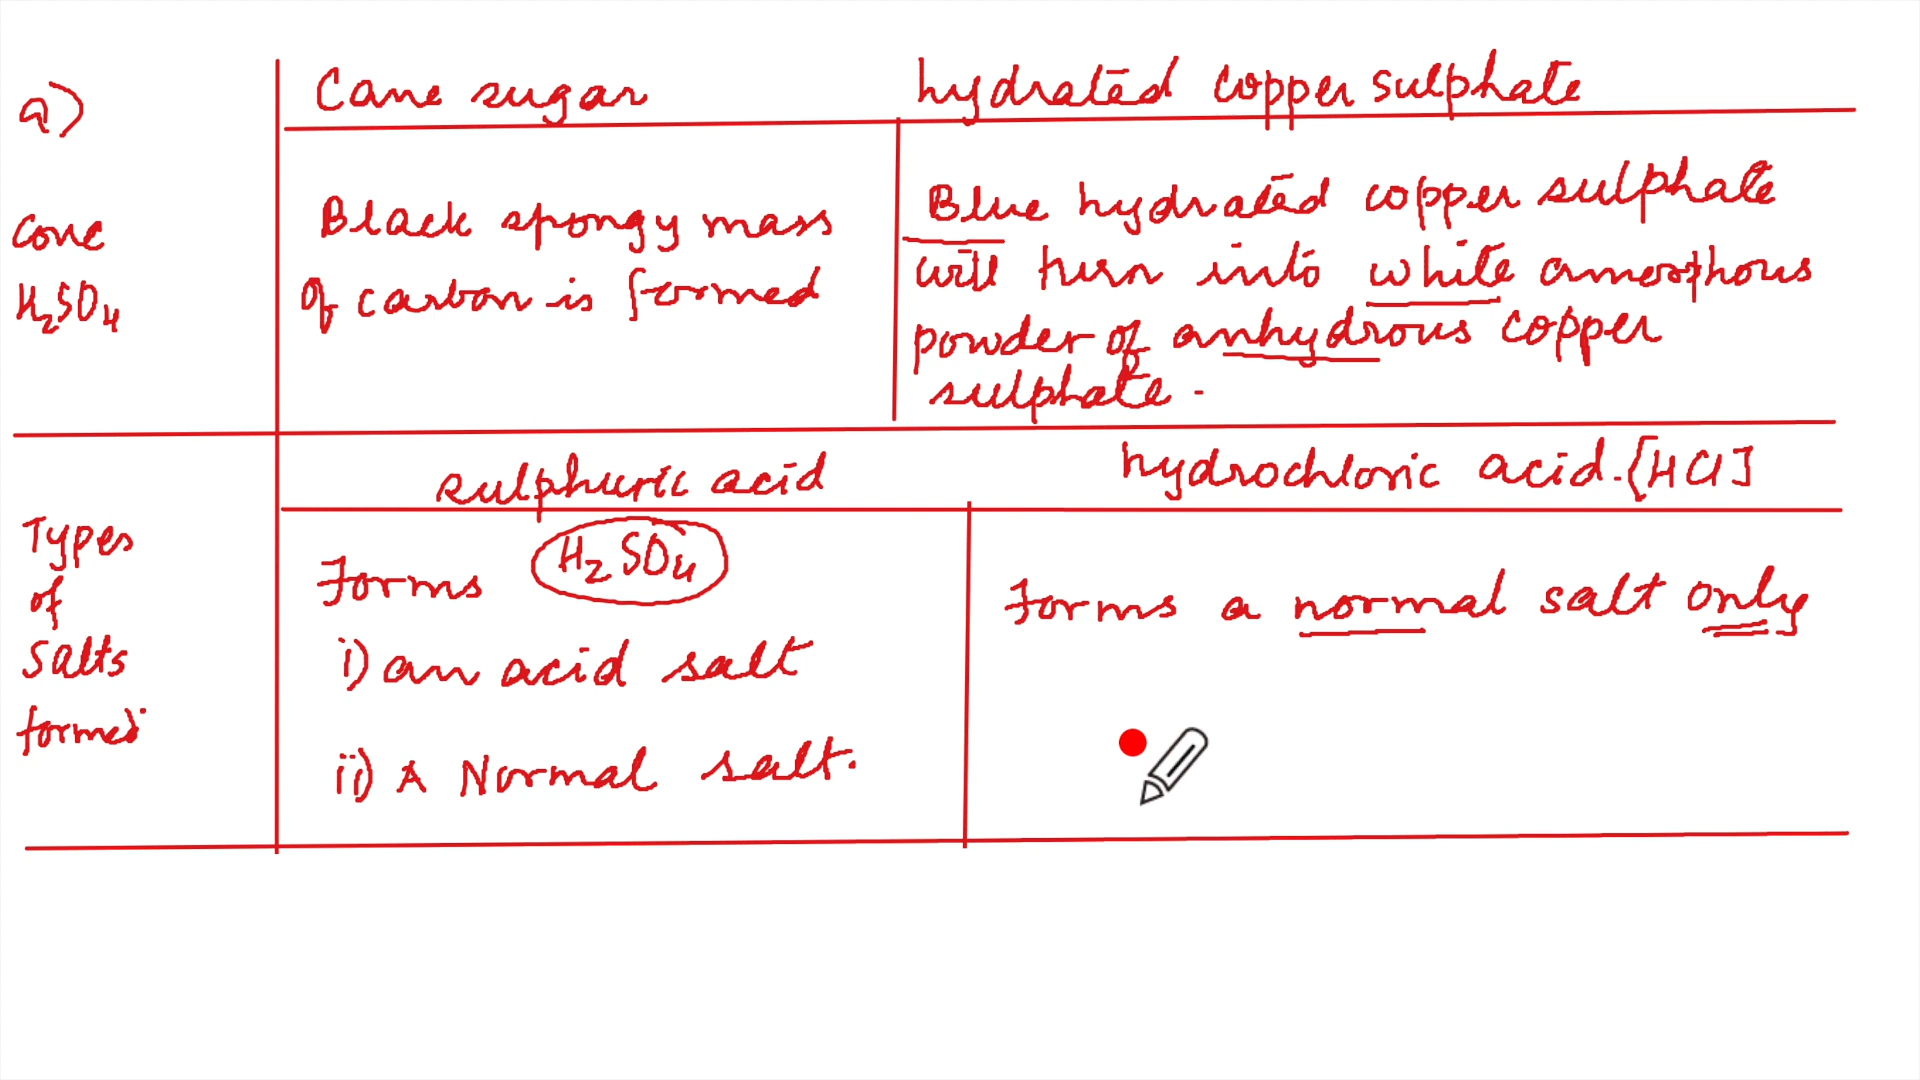 a)
Cane sugar
hydrated copper sulphate
conc
H₂SO₄
Black spongy mass
of carbon is formed
Blue hydrated copper sulphate
will turn into white amorphous
powder of anhydrous copper
sulphate.
sulphuric acid
hydrochloric acid.[HCl]
Types
of
Salts
formed
Forms H₂SO₄
i) an acid salt
ii) A Normal salt.
Forms a normal salt only